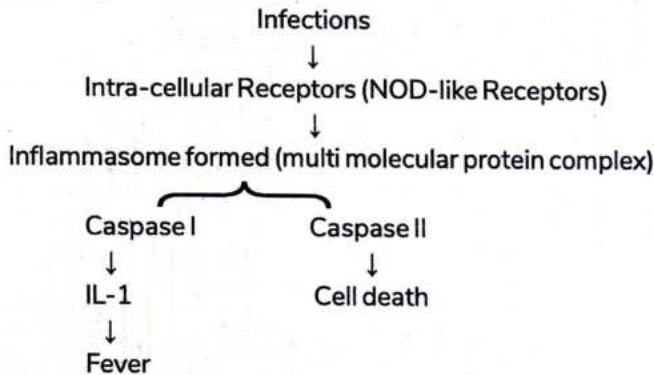 Infections
↓
Intra-cellular Receptors (NOD-like Receptors)
↓
Inflammasome formed (multi molecular protein complex)
Caspase I Caspase II
↓ ↓
IL-1 Cell death
↓
Fever